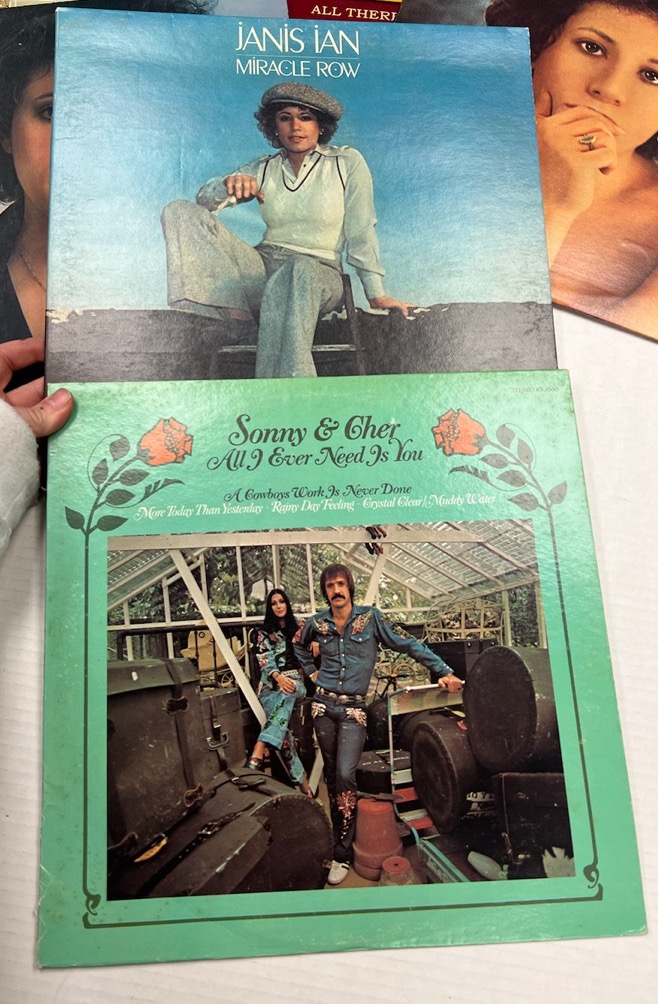 ALL THERE
JANIS IAN
MIRACLE ROW
Sonny & Cher
All I Ever Need Is You
A Cowboys Work Is Never Done
More Today Than Yesterday · Rainy Day Feeling · Crystal Clear/Muddy Water